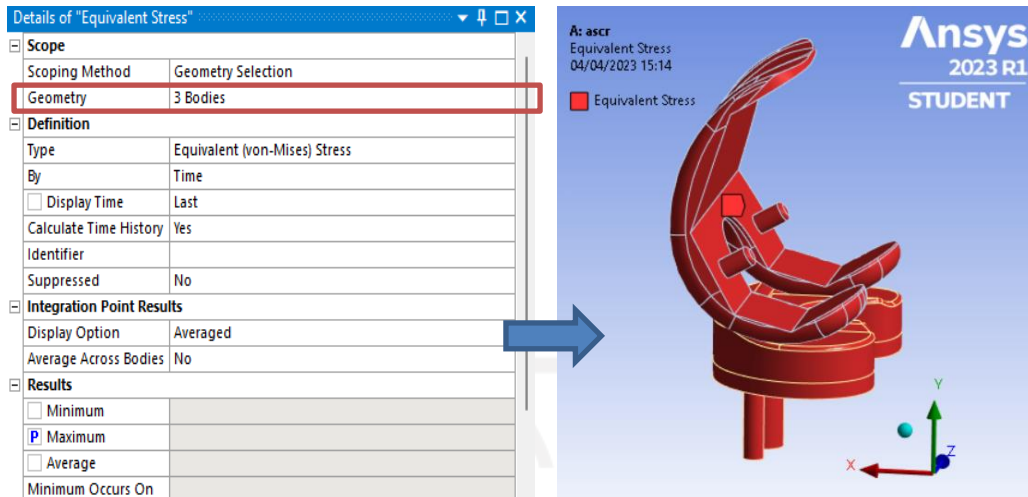 Details of "Equivalent Stress"
Scope
Scoping Method Geometry Selection
Geometry 3 Bodies
Definition
Type Equivalent (von-Mises) Stress
By Time
Display Time Last
Calculate Time History Yes
Identifier
Suppressed No
Integration Point Results
Display Option Averaged
Average Across Bodies No
Results
Minimum
P Maximum
Average
Minimum Occurs On
A: ascr
Equivalent Stress
04/04/2023 15:14
Equivalent Stress
Ansys
2023 R1
STUDENT
Y
X
Z